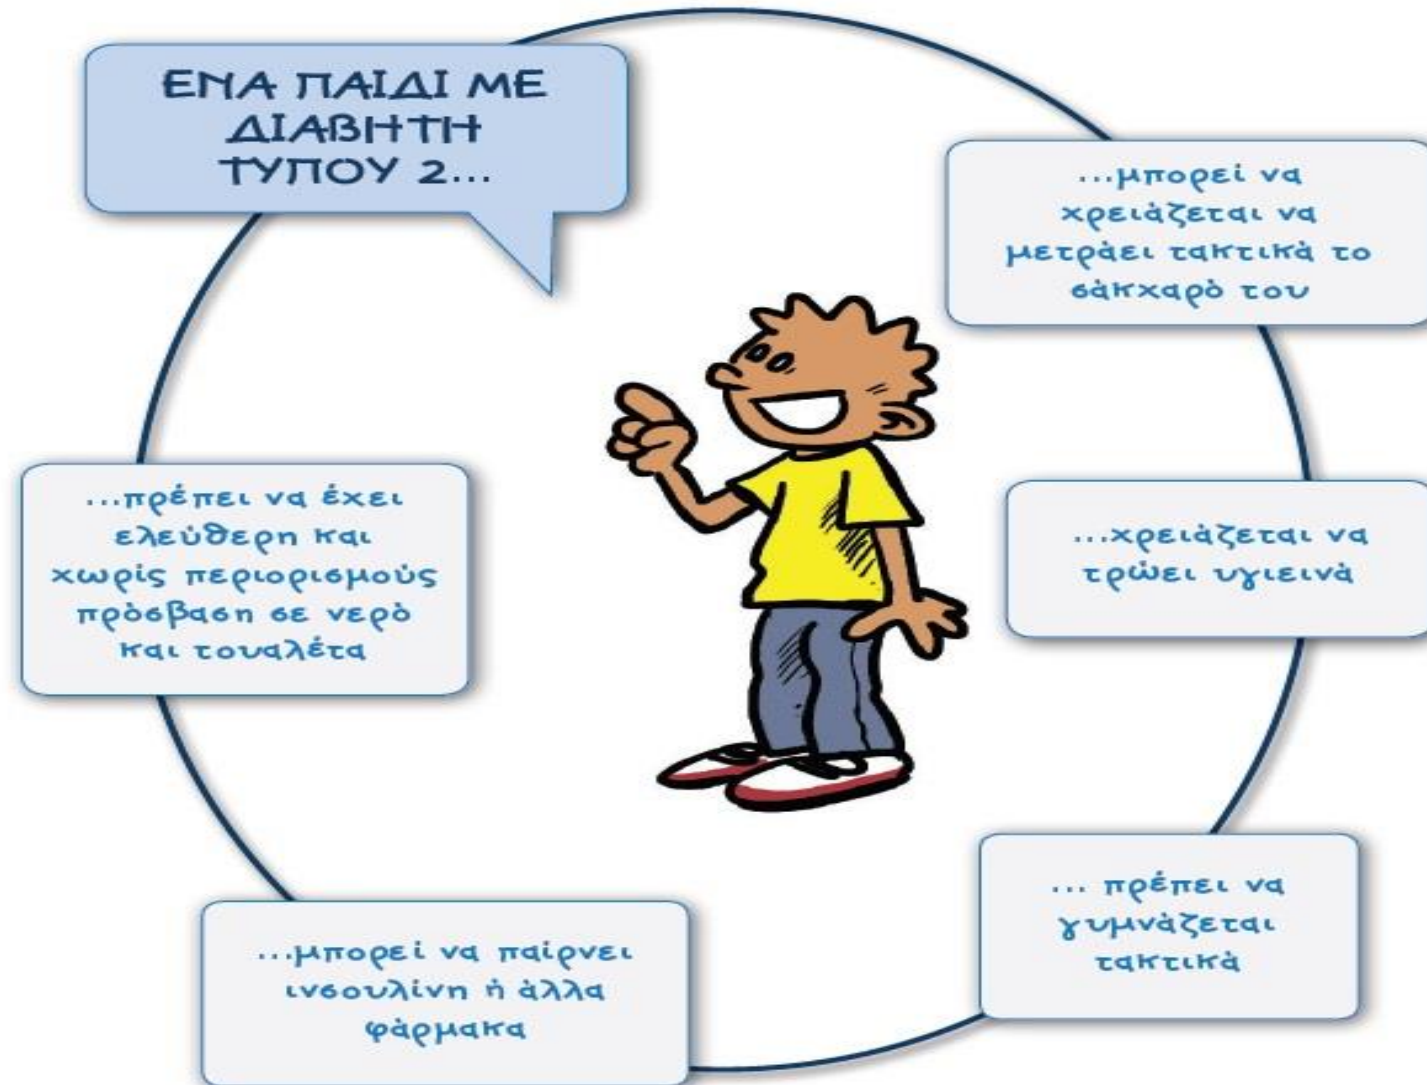 ΕΝΑ ΠΑΙΔΙ ΜΕ
ΔΙΑΒΗΤΗ
ΤΥΠΟΥ 2...
...μπορεί να
χρειάζεται να
μετράει τακτικά το
σάκχαρό του
...χρειάζεται να
τρώει υγιεινά
... πρέπει να
γυμνάζεται
τακτικά
...μπορεί να παίρνει
ινσουλίνη ή άλλα
φάρμακα
...πρέπει να έχει
ελεύθερη και
χωρίς περιορισμούς
πρόσβαση σε νερό
και τουαλέτα